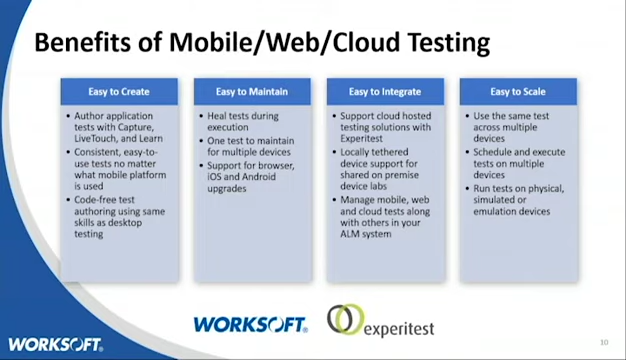 Benefits of Mobile/Web/Cloud Testing
Easy to Create
• Author application
tests with Capture,
LiveTouch, and Learn
• Consistent, easy-to-
use tests no matter
what mobile platform
is used
• Code-free test
authoring using same
skills as desktop
testing
Easy to Maintain
• Heal tests during
execution
• One test to maintain
for multiple devices
• Support for browser,
iOS and Android
upgrades
Easy to Integrate
• Support cloud hosted
testing solutions with
Experitest
• Locally tethered
device support for
shared on premise
device labs
• Manage mobile, web
and cloud tests along
with others in your
ALM system
Easy to Scale
• Use the same test
across multiple
devices
• Schedule and execute
tests on multiple
devices
• Run tests on physical,
simulated or
emulation devices
WORKSOFT®
experitest
WORKSOFT®
10